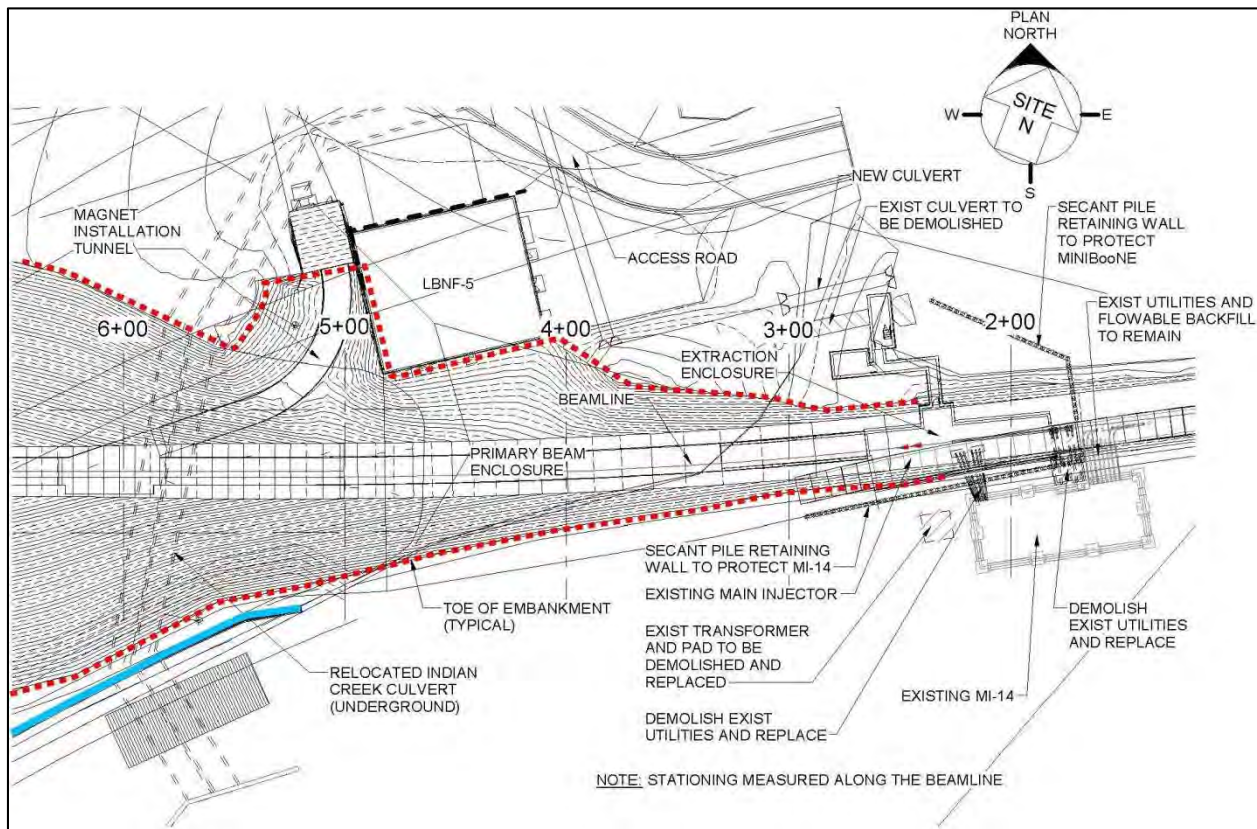 PLAN
NORTH
W
E
SITE
N
S
NEW CULVERT
EXIST CULVERT TO
BE DEMOLISHED
SECANT PILE
RETAINING WALL
TO PROTECT
MINIBooNE
MAGNET
INSTALLATION
TUNNEL
ACCESS ROAD
LBNF-5
EXIST UTILITIES AND
FLOWABLE BACKFILL
TO REMAIN
6+00
5+00
4+00
3+00
2+00
EXTRACTION
ENCLOSURE
BEAMLINE
PRIMARY BEAM
ENCLOSURE
SECANT PILE RETAINING
WALL TO PROTECT MI-14
EXISTING MAIN INJECTOR
TOE OF EMBANKMENT
(TYPICAL)
EXIST TRANSFORMER
AND PAD TO BE
DEMOLISHED AND
REPLACED
DEMOLISH
EXIST UTILITIES
AND REPLACE
RELOCATED INDIAN
CREEK CULVERT
(UNDERGROUND)
EXISTING MI-14
DEMOLISH EXIST
UTILITIES AND REPLACE
NOTE: STATIONING MEASURED ALONG THE BEAMLINE